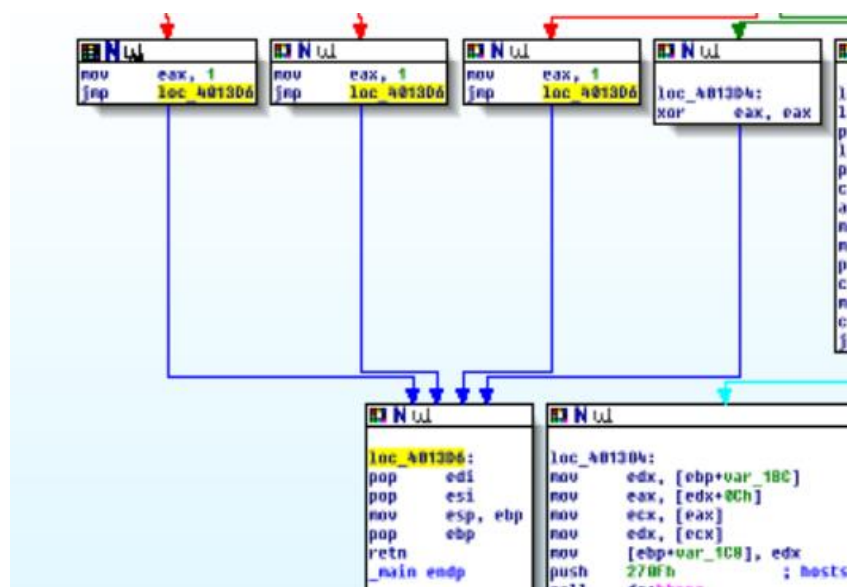 mov eax, 1
jmp loc_4013D6
mov eax, 1
jmp loc_4013D6
mov eax, 1
jmp loc_4013D6
loc_4013D4:
xor eax, eax
loc_4013D6:
pop edi
pop esi
mov esp, ebp
pop ebp
retn
_main endp
loc_401304:
mov edx, [ebp+var_1BC]
mov eax, [edx+0Ch]
mov ecx, [eax]
mov edx, [ecx]
mov [ebp+var_1C8], edx
push 270Fh ; hosts